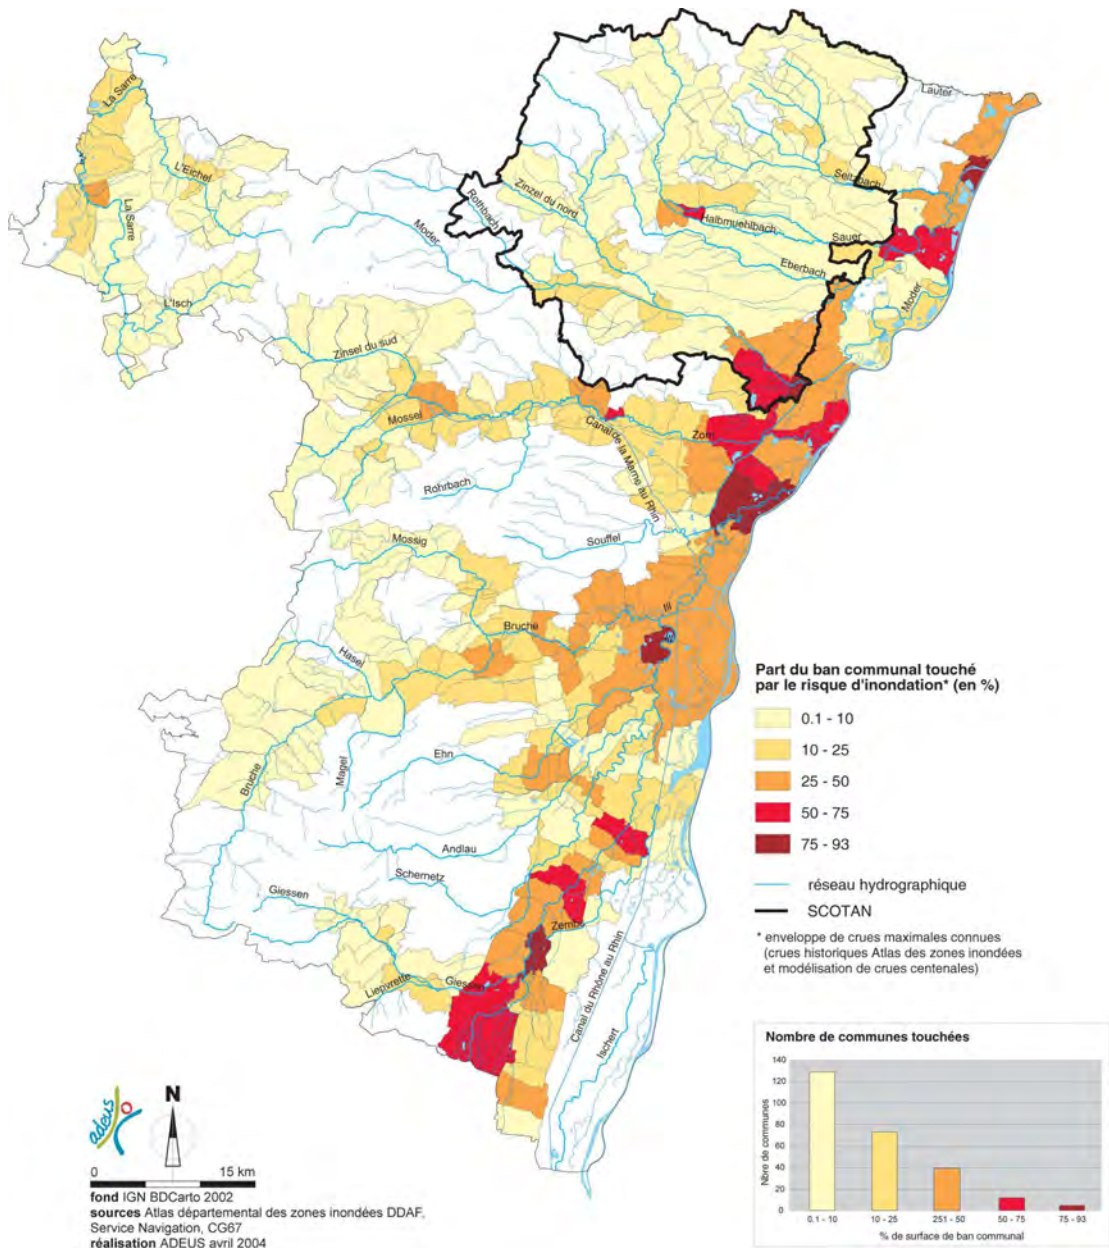 La Sarre
L'Eichel
La Sarre
L'Isch
Lauter
Seltzbach
Zinzel du nord
Rothbach
Moder
Halbmuehlbach
Sauer
Eberbach
Moder
Zinsel du sud
Mossel
Canal de la Marne au Rhin
Zorn
Rohrbach
Souffel
Mossig
Bruche
Ill
Hasel
Bruche
Magel
Ehn
Andlau
Schernetz
Giessen
Zembs
Liepvrette
Giessen
Canal du Rhône au Rhin
Ischert
Part du ban communal touché
par le risque d'inondation* (en %)
0.1 - 10
10 - 25
25 - 50
50 - 75
75 - 93
réseau hydrographique
SCOTAN
* enveloppe de crues maximales connues
(crues historiques Atlas des zones inondées
et modélisation de crues centenales)
Nombre de communes touchées
Nbre de communes
140
120
100
80
60
40
20
0
0.1 - 10
10 - 25
251 - 50
50 - 75
75 - 93
% de surface de ban communal
adeus
N
0 15 km
fond IGN BDCarto 2002
sources Atlas départemental des zones inondées DDAF,
Service Navigation, CG67
réalisation ADEUS avril 2004